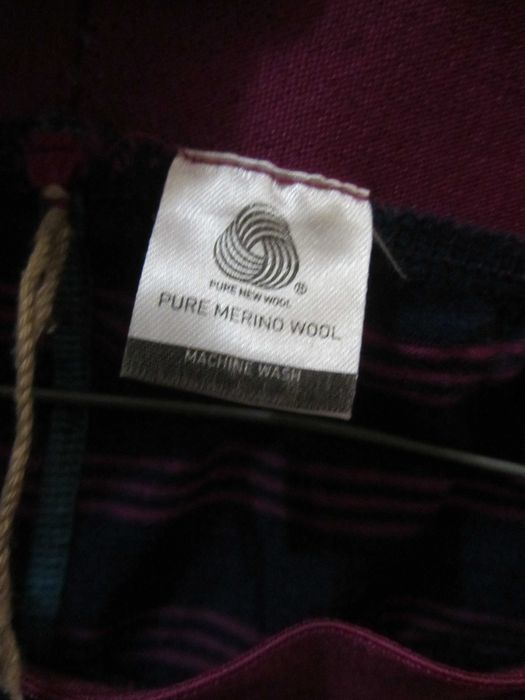 PURE NEW WOOL ®
PURE MERINO WOOL
MACHINE WASH